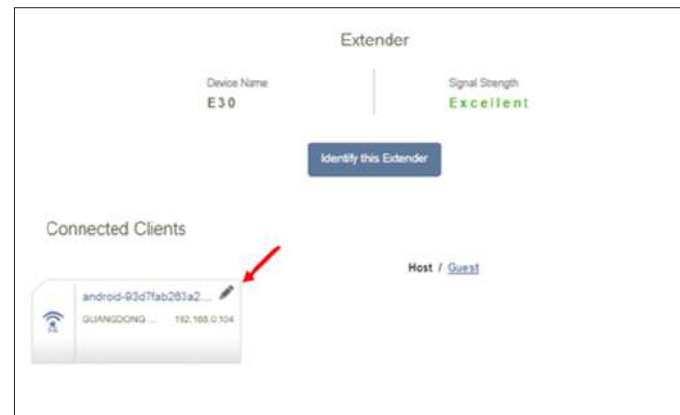 Extender
Device Name
E30
Signal Strength
Excellent
Identify this Extender
Connected Clients
Host / Guest
android-93d7fab263a2...
GUANGDONG ...
192.168.0.104